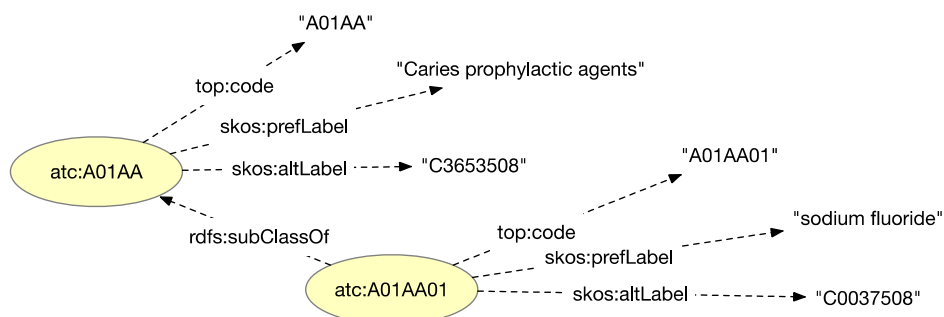 "A01AA"
"Caries prophylactic agents"
top:code
skos:prefLabel
"A01AA01"
atc:A01AA
skos:altLabel
"C3653508"
"sodium fluoride"
rdfs:subClassOf
top:code
skos:prefLabel
atc:A01AA01
skos:altLabel
"C0037508"